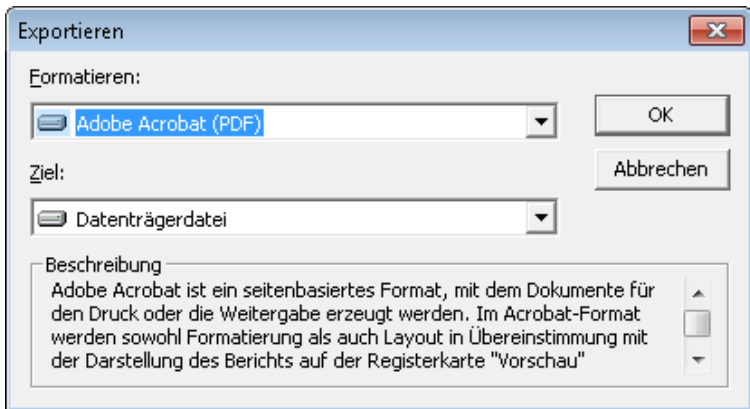 Exportieren
Formatieren:
Adobe Acrobat (PDF)
OK
Ziel:
Abbrechen
Datenträgerdatei
Beschreibung
Adobe Acrobat ist ein seitenbasiertes Format, mit dem Dokumente für
den Druck oder die Weitergabe erzeugt werden. Im Acrobat-Format
werden sowohl Formatierung als auch Layout in Übereinstimmung mit
der Darstellung des Berichts auf der Registerkarte "Vorschau"